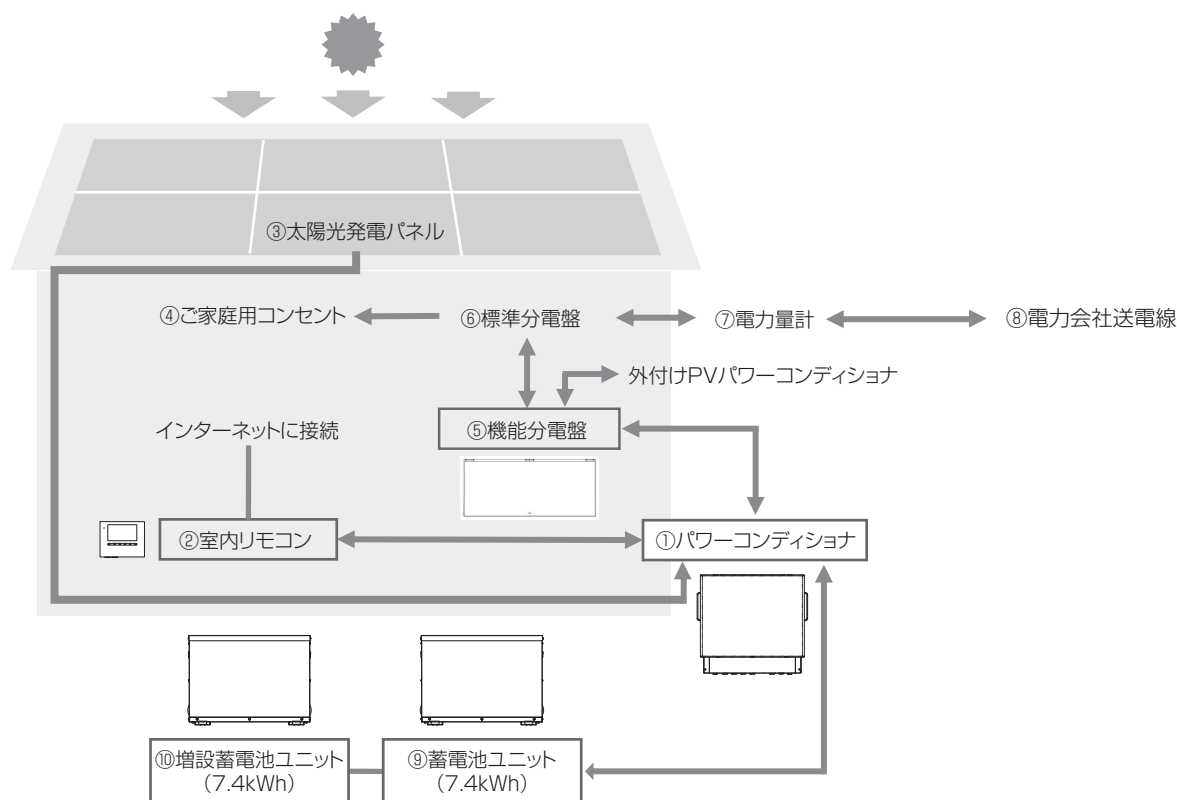 ③太陽光発電パネル
④ご家庭用コンセント
⑥標準分電盤
⑦電力量計
⑧電力会社送電線
外付けPVパワーコンディショナ
インターネットに接続
⑤機能分電盤
②室内リモコン
①パワーコンディショナ
⑩増設蓄電池ユニット
(7.4kWh)
⑨蓄電池ユニット
(7.4kWh)